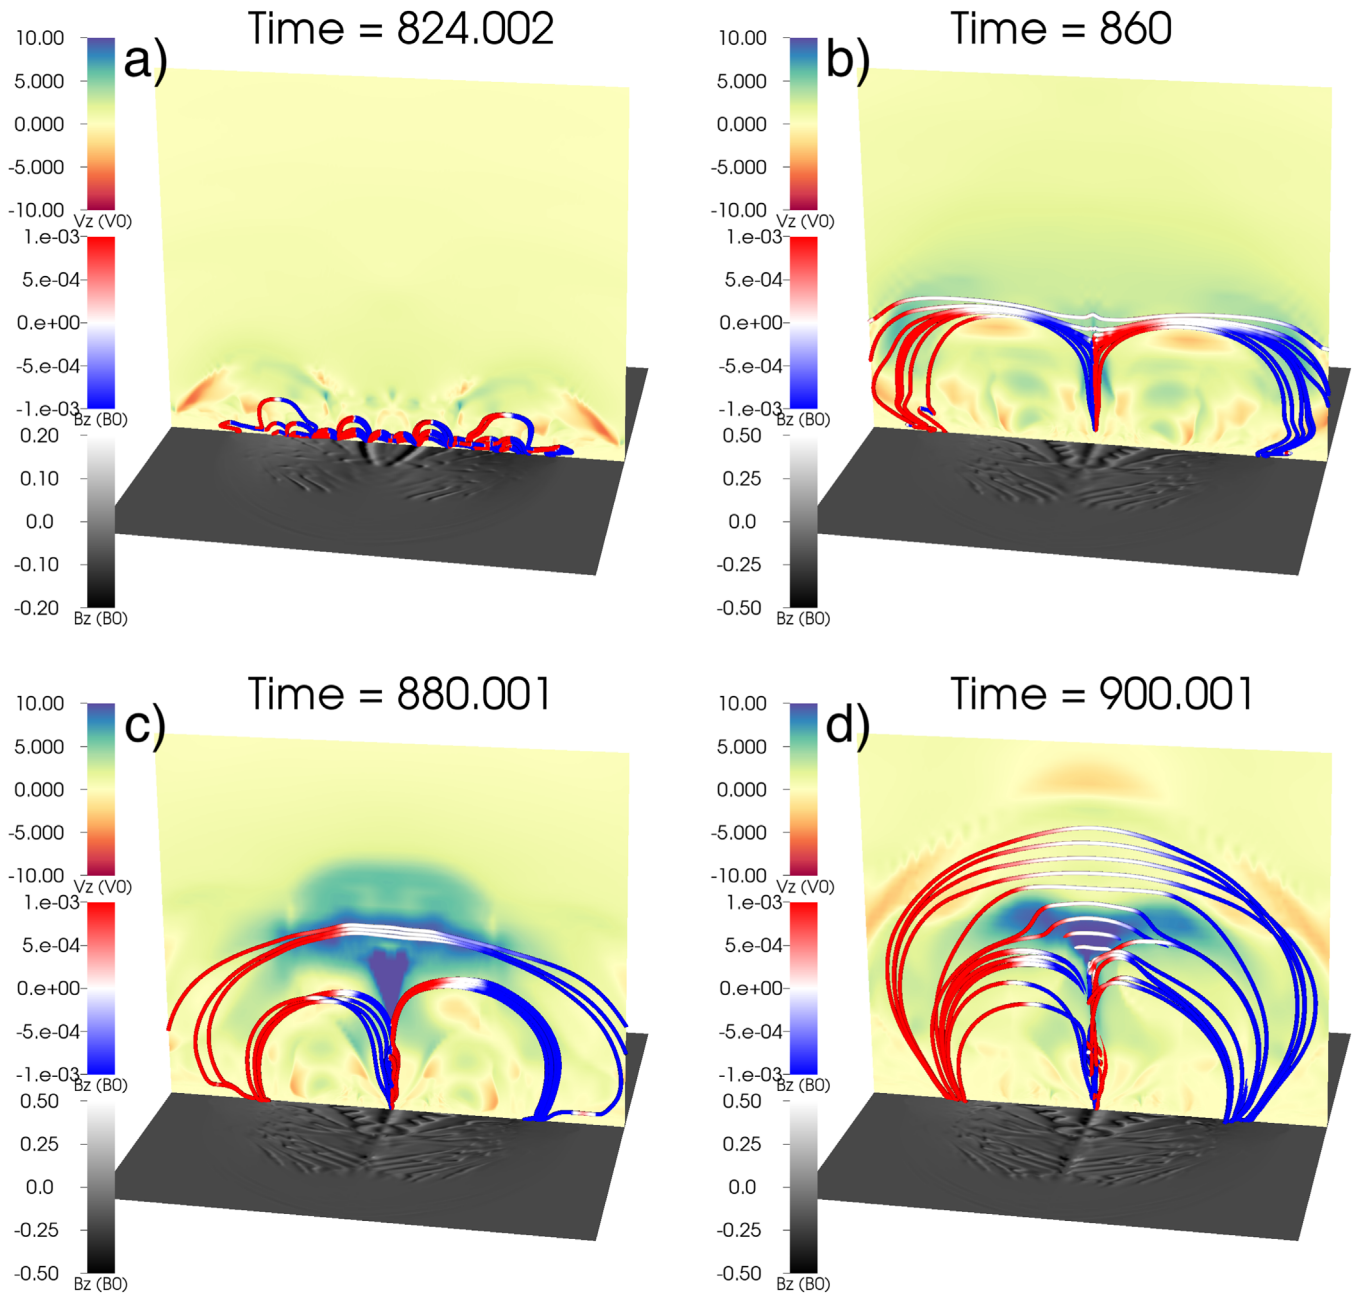 Time = 824.002
a)
10.00
5.000
0.000
-5.000
-10.00
Vz (V0)
1.e-03
5.e-04
0.e+00
-5.e-04
-1.e-03
Bz (B0)
0.20
0.10
0.0
-0.10
-0.20
Bz (B0)
Time = 860
b)
10.00
5.000
0.000
-5.000
-10.00
Vz (V0)
1.e-03
5.e-04
0.e+00
-5.e-04
-1.e-03
Bz (B0)
0.50
0.25
0.0
-0.25
-0.50
Bz (B0)
Time = 880.001
c)
10.00
5.000
0.000
-5.000
-10.00
Vz (V0)
1.e-03
5.e-04
0.e+00
-5.e-04
-1.e-03
Bz (B0)
0.50
0.25
0.0
-0.25
-0.50
Bz (B0)
Time = 900.001
d)
10.00
5.000
0.000
-5.000
-10.00
Vz (V0)
1.e-03
5.e-04
0.e+00
-5.e-04
-1.e-03
Bz (B0)
0.50
0.25
0.0
-0.25
-0.50
Bz (B0)